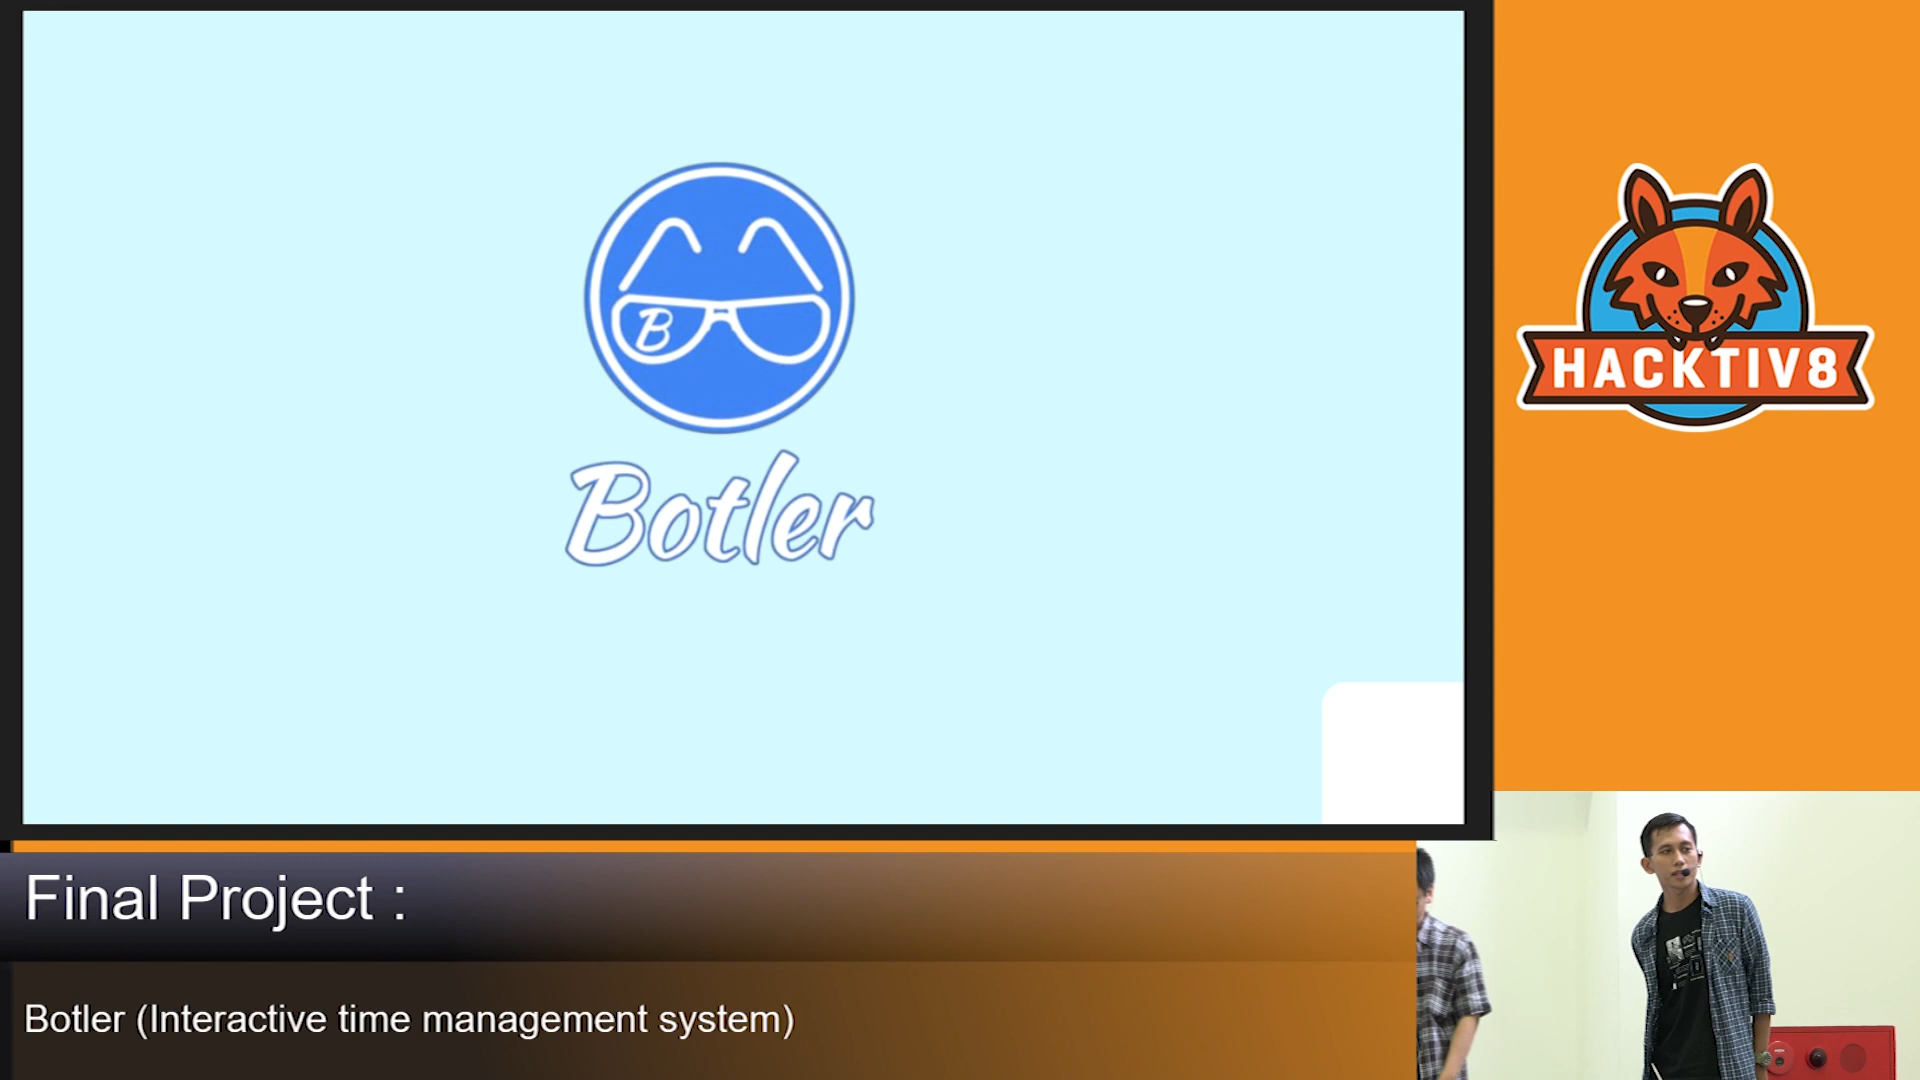 B
Botler
HACKTIV8
Final Project :
Botler (Interactive time management system)